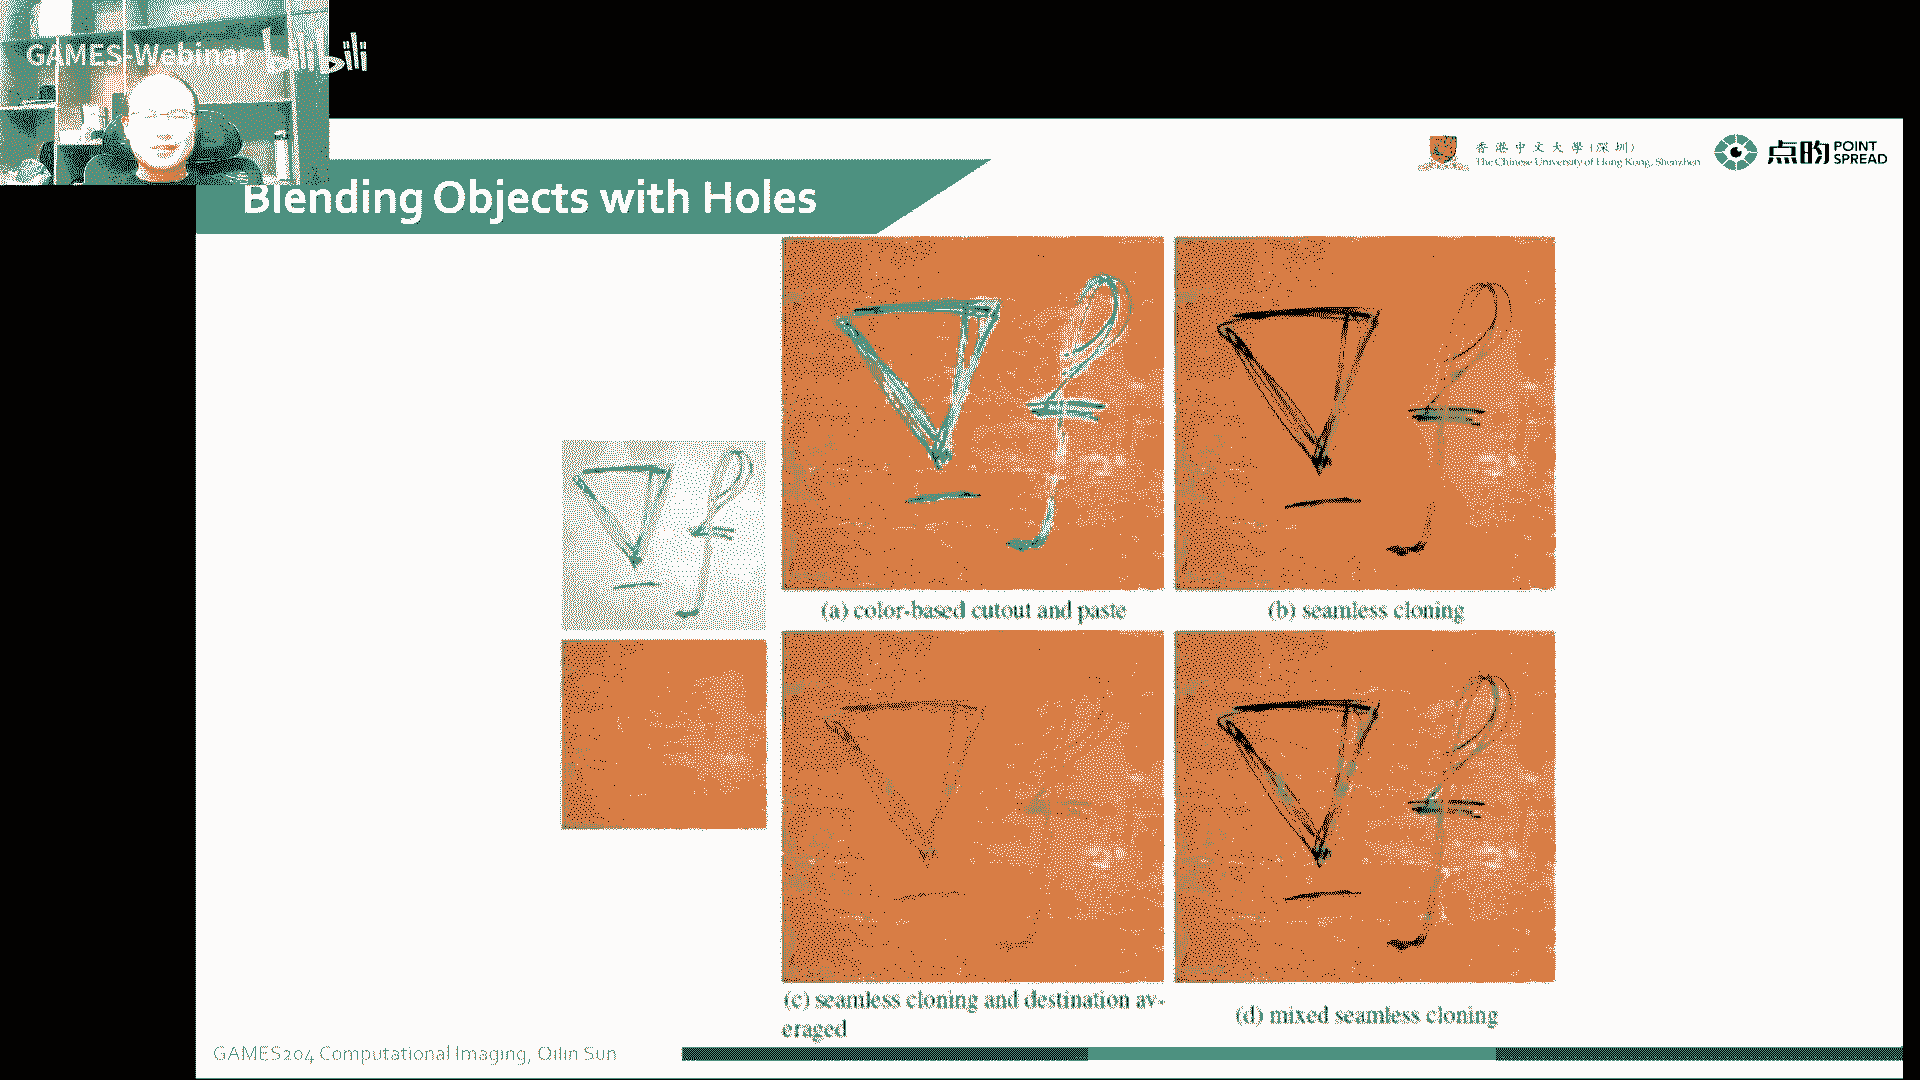 GAMES-Webinar bilibili
香港中文大學(深圳)
The Chinese University of Hong Kong, Shenzhen
点昀 POINT SPREAD
Blending Objects with Holes
(a) color-based cutout and paste
(b) seamless cloning
(c) seamless cloning and destination av-
eraged
(d) mixed seamless cloning
GAMES204 Computational Imaging, Qilin Sun